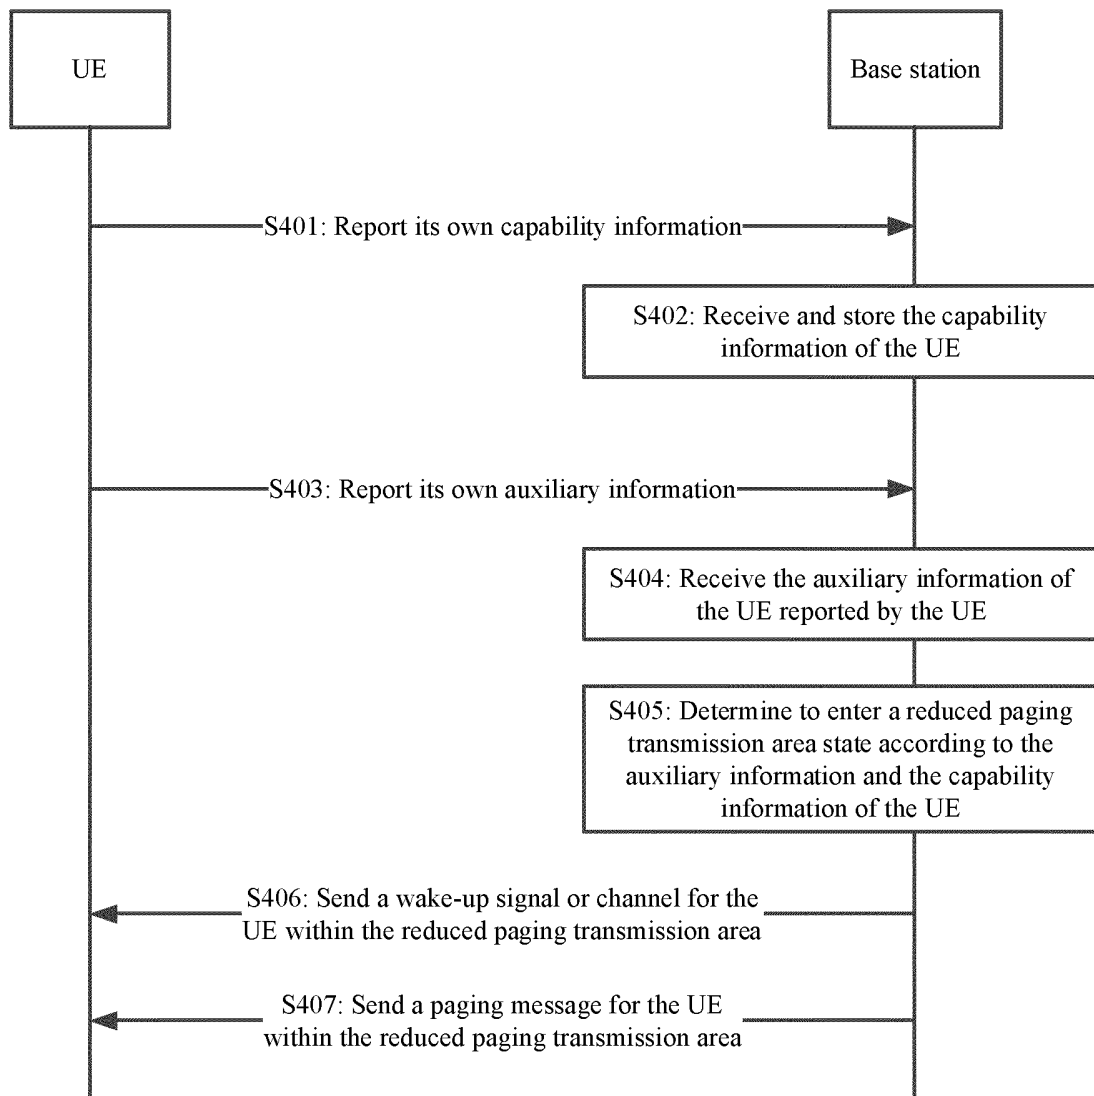 UE
Base station
S401: Report its own capability information
S402: Receive and store the capability
information of the UE
S403: Report its own auxiliary information
S404: Receive the auxiliary information of
the UE reported by the UE
S405: Determine to enter a reduced paging
transmission area state according to the
auxiliary information and the capability
information of the UE
S406: Send a wake-up signal or channel for the
UE within the reduced paging transmission area
S407: Send a paging message for the UE
within the reduced paging transmission area